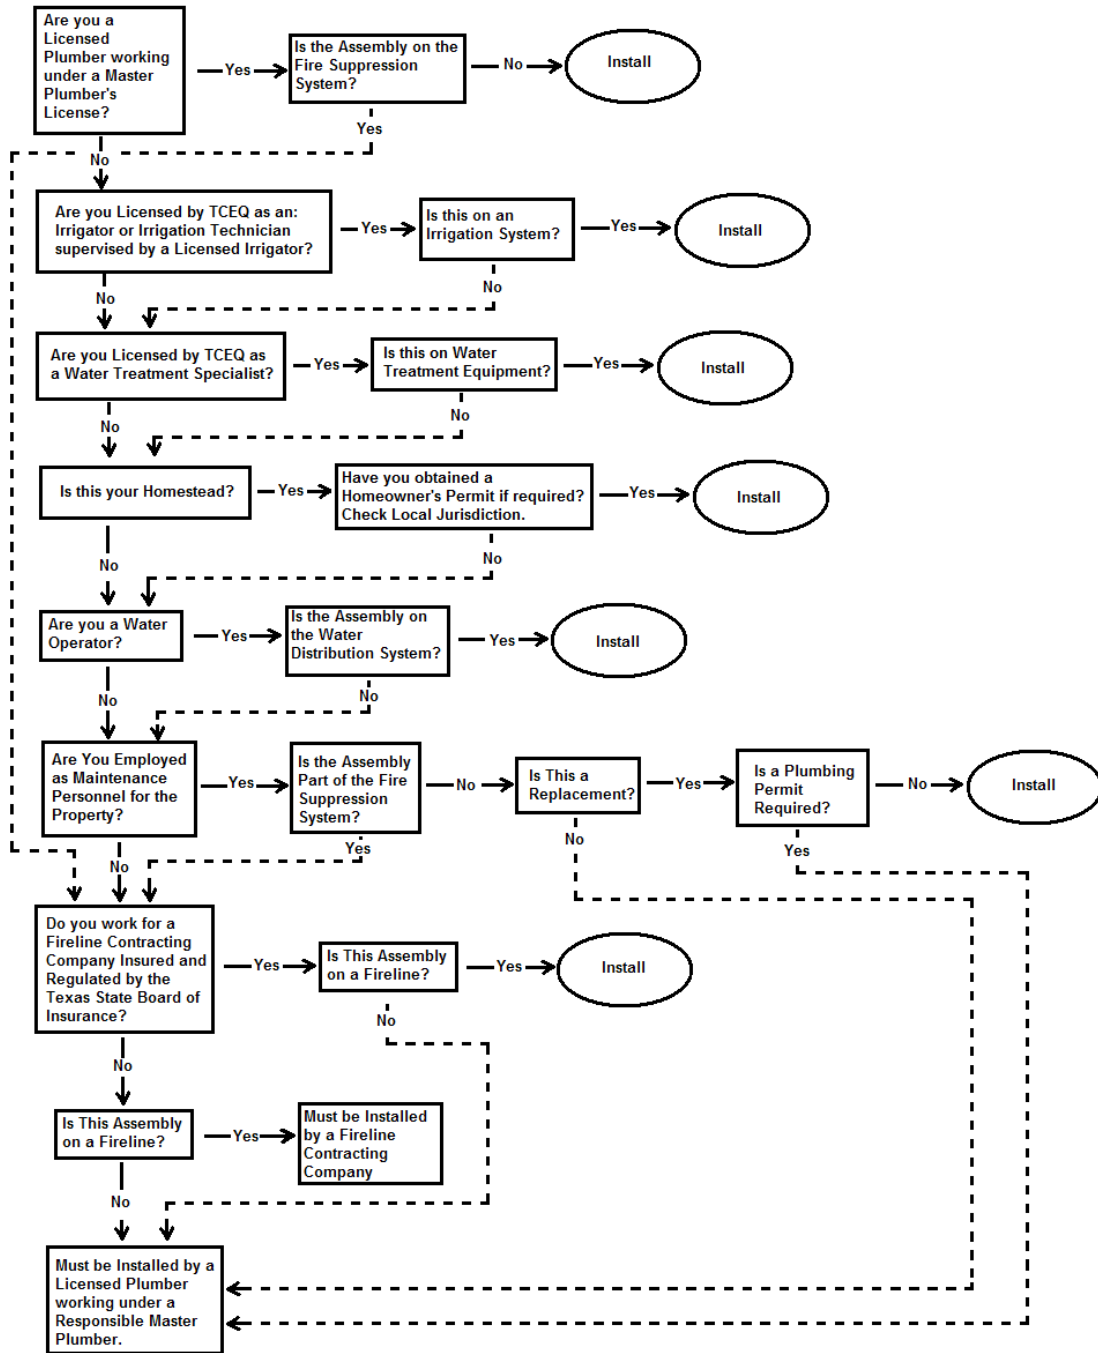 Are you a
Licensed
Plumber working
under a Master
Plumber's
License?
Yes
Is the Assembly on the
Fire Suppression
System?
No
Install
Yes
No
Are you Licensed by TCEQ as an:
Irrigator or Irrigation Technician
supervised by a Licensed Irrigator?
Yes
Is this on an
Irrigation System?
Yes
Install
No
No
Are you Licensed by TCEQ as
a Water Treatment Specialist?
Yes
Is this on Water
Treatment Equipment?
Yes
Install
No
No
Is this your Homestead?
Yes
Have you obtained a
Homeowner's Permit if required?
Check Local Jurisdiction.
Yes
Install
No
No
Are you a Water
Operator?
Yes
Is the Assembly on
the Water
Distribution System?
Yes
Install
No
No
Are You Employed
as Maintenance
Personnel for the
Property?
Yes
Is the Assembly
Part of the Fire
Suppression
System?
No
Is This a
Replacement?
Yes
Is a Plumbing
Permit
Required?
No
Install
No
Yes
No
Yes
Do you work for a
Fireline Contracting
Company Insured and
Regulated by the
Texas State Board of
Insurance?
Yes
Is This Assembly
on a Fireline?
Yes
Install
No
No
Is This Assembly
on a Fireline?
Yes
Must be Installed
by a Fireline
Contracting
Company
No
Must be Installed by a
Licensed Plumber
working under a
Responsible Master
Plumber.